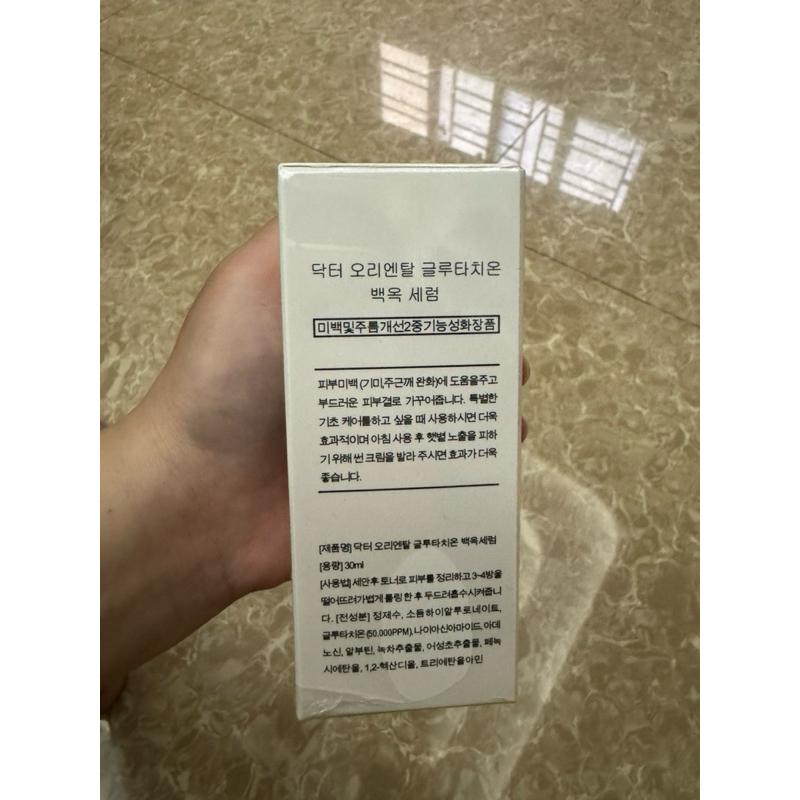 닥터 오리엔탈 글루타치온
백옥 세럼
미백및주름개선2중기능성화장품
피부미백 (기미,주근깨 완화)에 도움을주고
부드러운 피부결로 가꾸어줍니다. 특별한
기초 케어를하고 싶을 때 사용하시면 더욱
효과적이며 아침 사용 후 햇볕 노출을 피하
기 위해 썬 크림을 발라 주시면 효과가 더욱
좋습니다.
[제품명] 닥터 오리엔탈 글루타치온 백옥세럼
[용량] 30ml
[사용법] 세안후 토너로 피부를 정리하고 3~4방울
떨어뜨려가볍게 롤링한 후 두드러흡수시켜줍니
다. [전성분] 정제수, 소듐하이알루로네이트,
글루타치온 (50,000PPM), 나이아신아마이드, 아데
노신, 알부틴, 녹차추출물, 어성초추출물, 페녹
시에탄올, 1,2-헥산디올, 트리에탄올아민